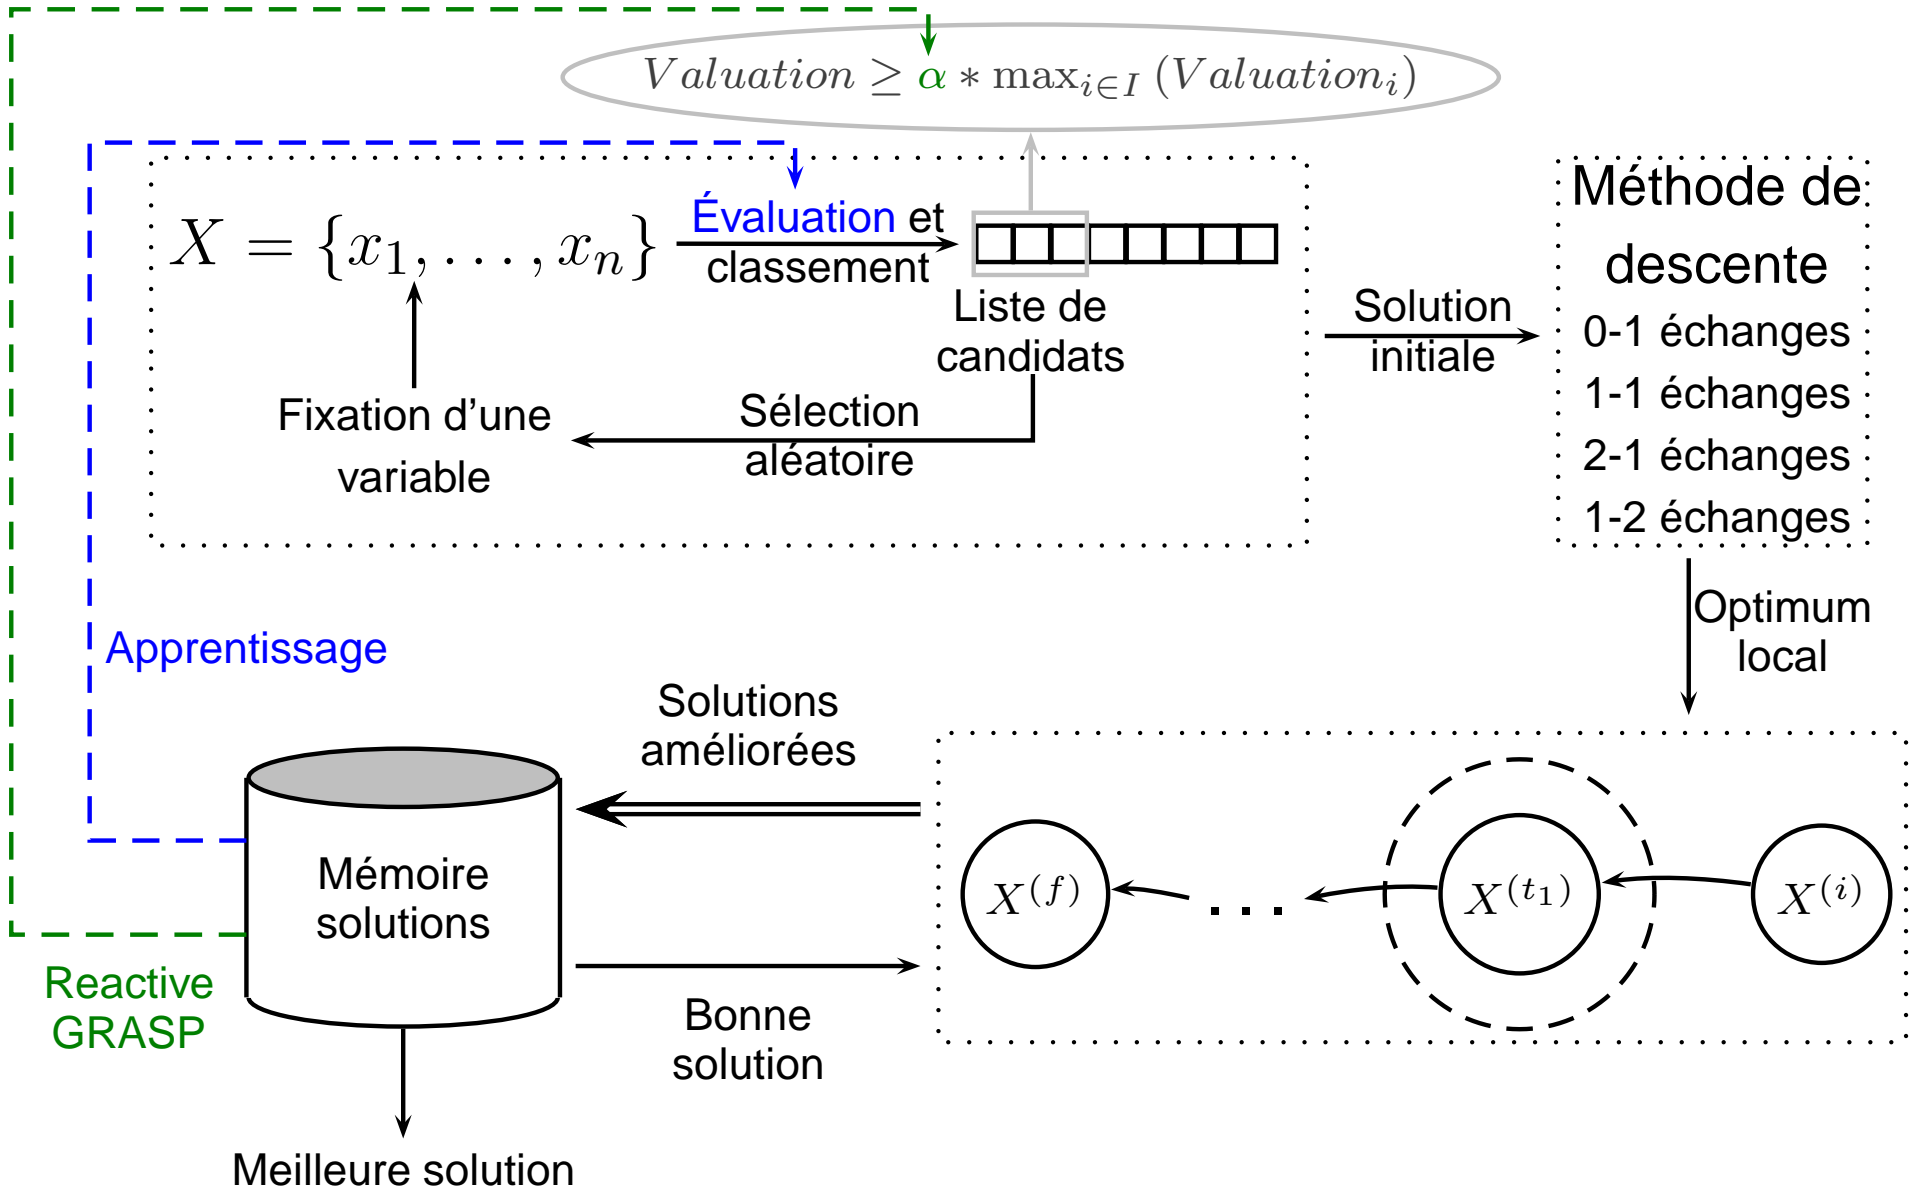 Valuation ≥ α ∗ max_{i∈I} (Valuation_i)
X = {x_1, . . . , x_n}
Évaluation et
classement
Liste de
candidats
Sélection
aléatoire
Fixation d'une
variable
Solution
initiale
Méthode de
descente
0-1 échanges
1-1 échanges
2-1 échanges
1-2 échanges
Optimum
local
Apprentissage
Solutions
améliorées
Mémoire
solutions
X^{(f)} . . . X^{(t_1)} X^{(i)}
Reactive
GRASP
Bonne
solution
Meilleure solution